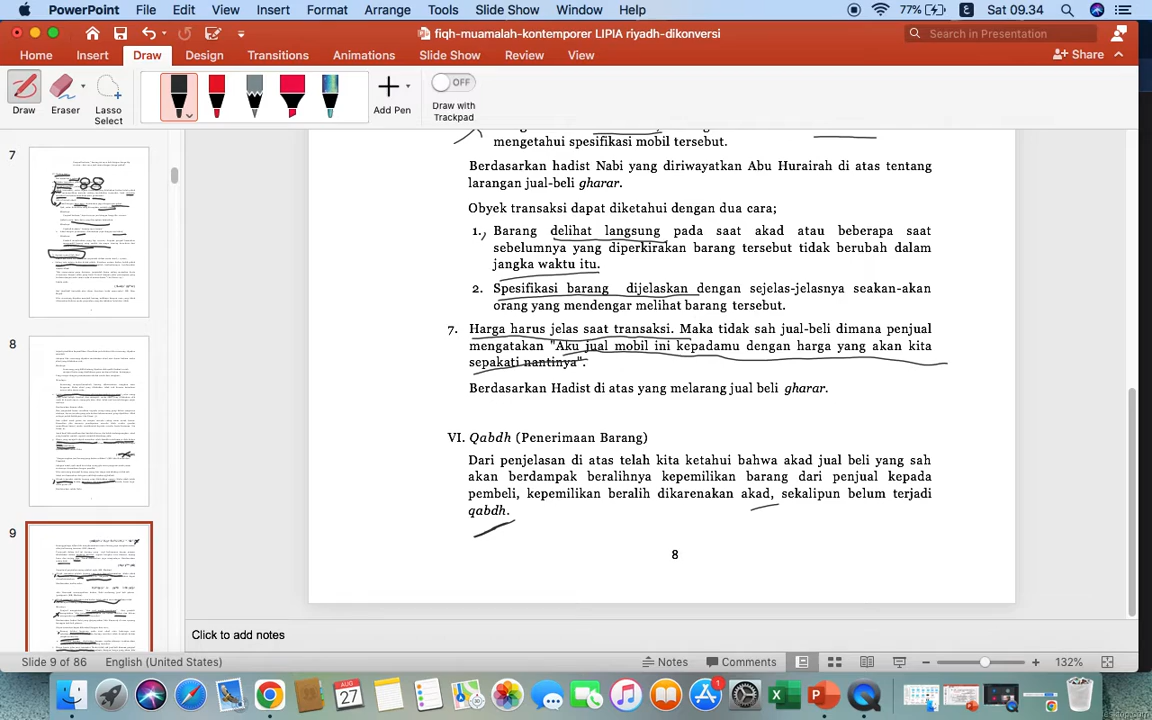 PowerPoint File Edit View Insert Format Arrange Tools Slide Show Window Help 77% ع Sat 09.34
fiqh-muamalah-kontemporer LIPIA riyadh-dikonversi Search in Presentation
Home Insert Draw Design Transitions Animations Slide Show Review View Share
OFF
Draw Eraser Lasso Select Add Pen Draw with Trackpad
7
8
9
mengetahui spesifikasi mobil tersebut.
Berdasarkan hadist Nabi yang diriwayatkan Abu Hurairah di atas tentang
larangan jual-beli gharar.
Obyek transaksi dapat diketahui dengan dua cara;
1. Barang delihat langsung pada saat akad atau beberapa saat
sebelumnya yang diperkirakan barang tersebut tidak berubah dalam
jangka waktu itu.
2. Spesifikasi barang dijelaskan dengan sejelas-jelasnya seakan-akan
orang yang mendengar melihat barang tersebut.
7. Harga harus jelas saat transaksi. Maka tidak sah jual-beli dimana penjual
mengatakan "Aku jual mobil ini kepadamu dengan harga yang akan kita
sepakati nantinya".
Berdasarkan Hadist di atas yang melarang jual beli gharar.
VI. Qabdh (Penerimaan Barang)
Dari penjelasan di atas telah kita ketahui bahwa akad jual beli yang sah
akan berdampak beralihnya kepemilikan barang dari penjual kepada
pembeli, kepemilikan beralih dikarenakan akad, sekalipun belum terjadi
qabdh.
8
Click to add notes
Slide 9 of 86 English (United States) Notes Comments 132%
AUG
27
1